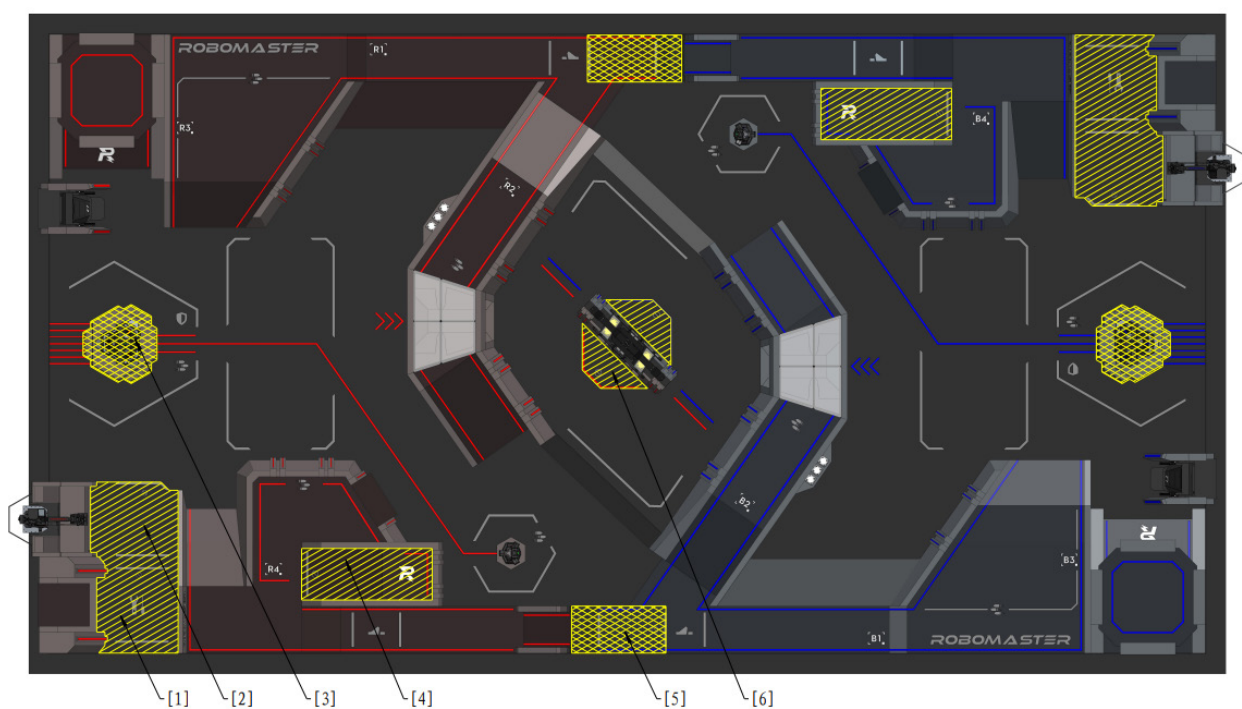 ROBOMASTER
R1
R3
B4
R2
R4
B2
B3
B1
ROBOMASTER
[1]
[2]
[3]
[4]
[5]
[6]